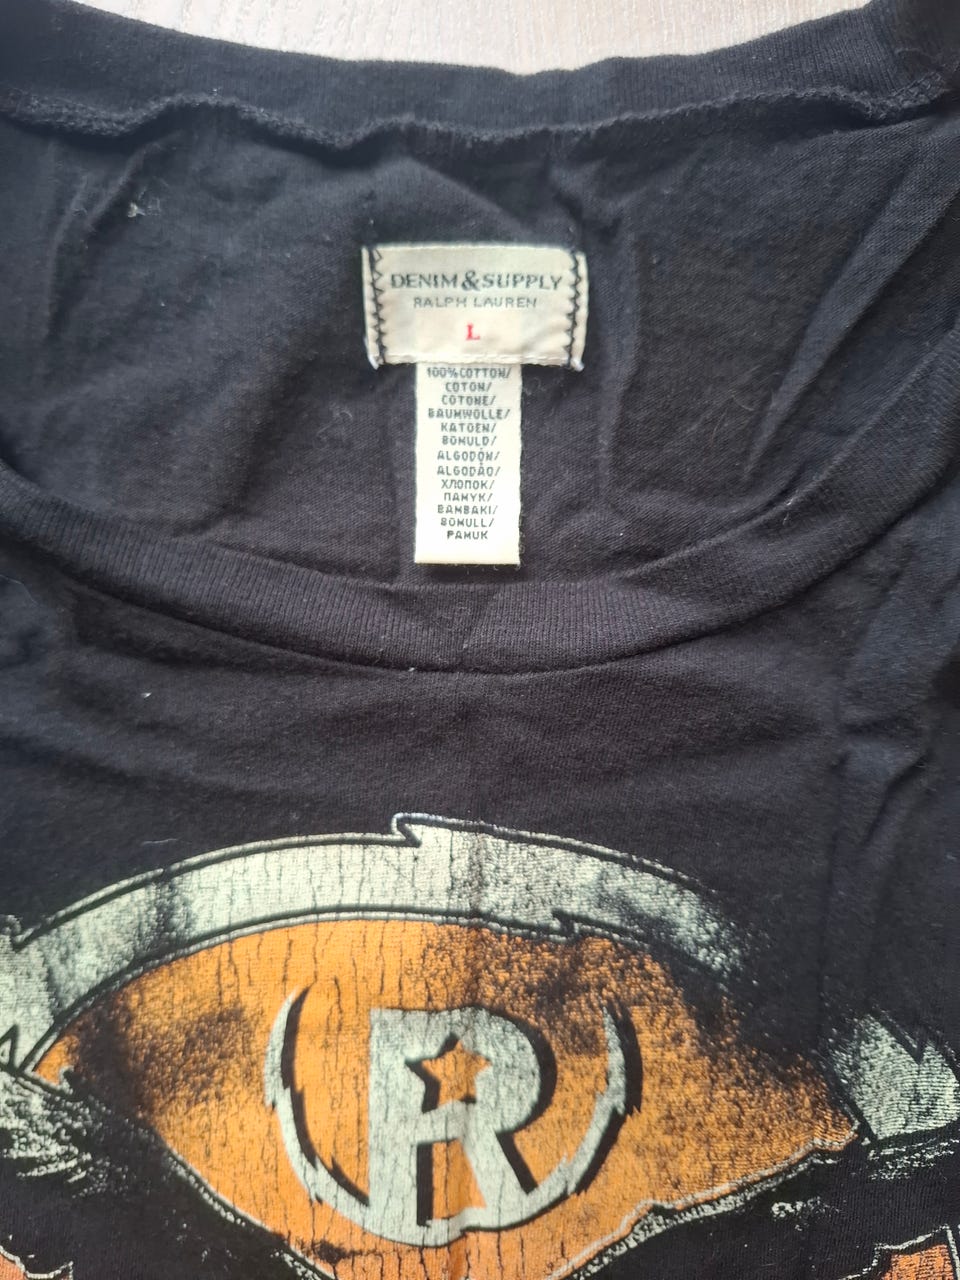 DENIM & SUPPLY
RALPH LAUREN
L
100% COTTON/
COTON/
COTONE/
BAUMWOLLE/
KATOEN/
BOMULD/
ALGODÓN/
ALGODÃO/
ХЛОПОК/
ПАМУК/
BAMBAKI/
BOMULL/
PAMUK
R